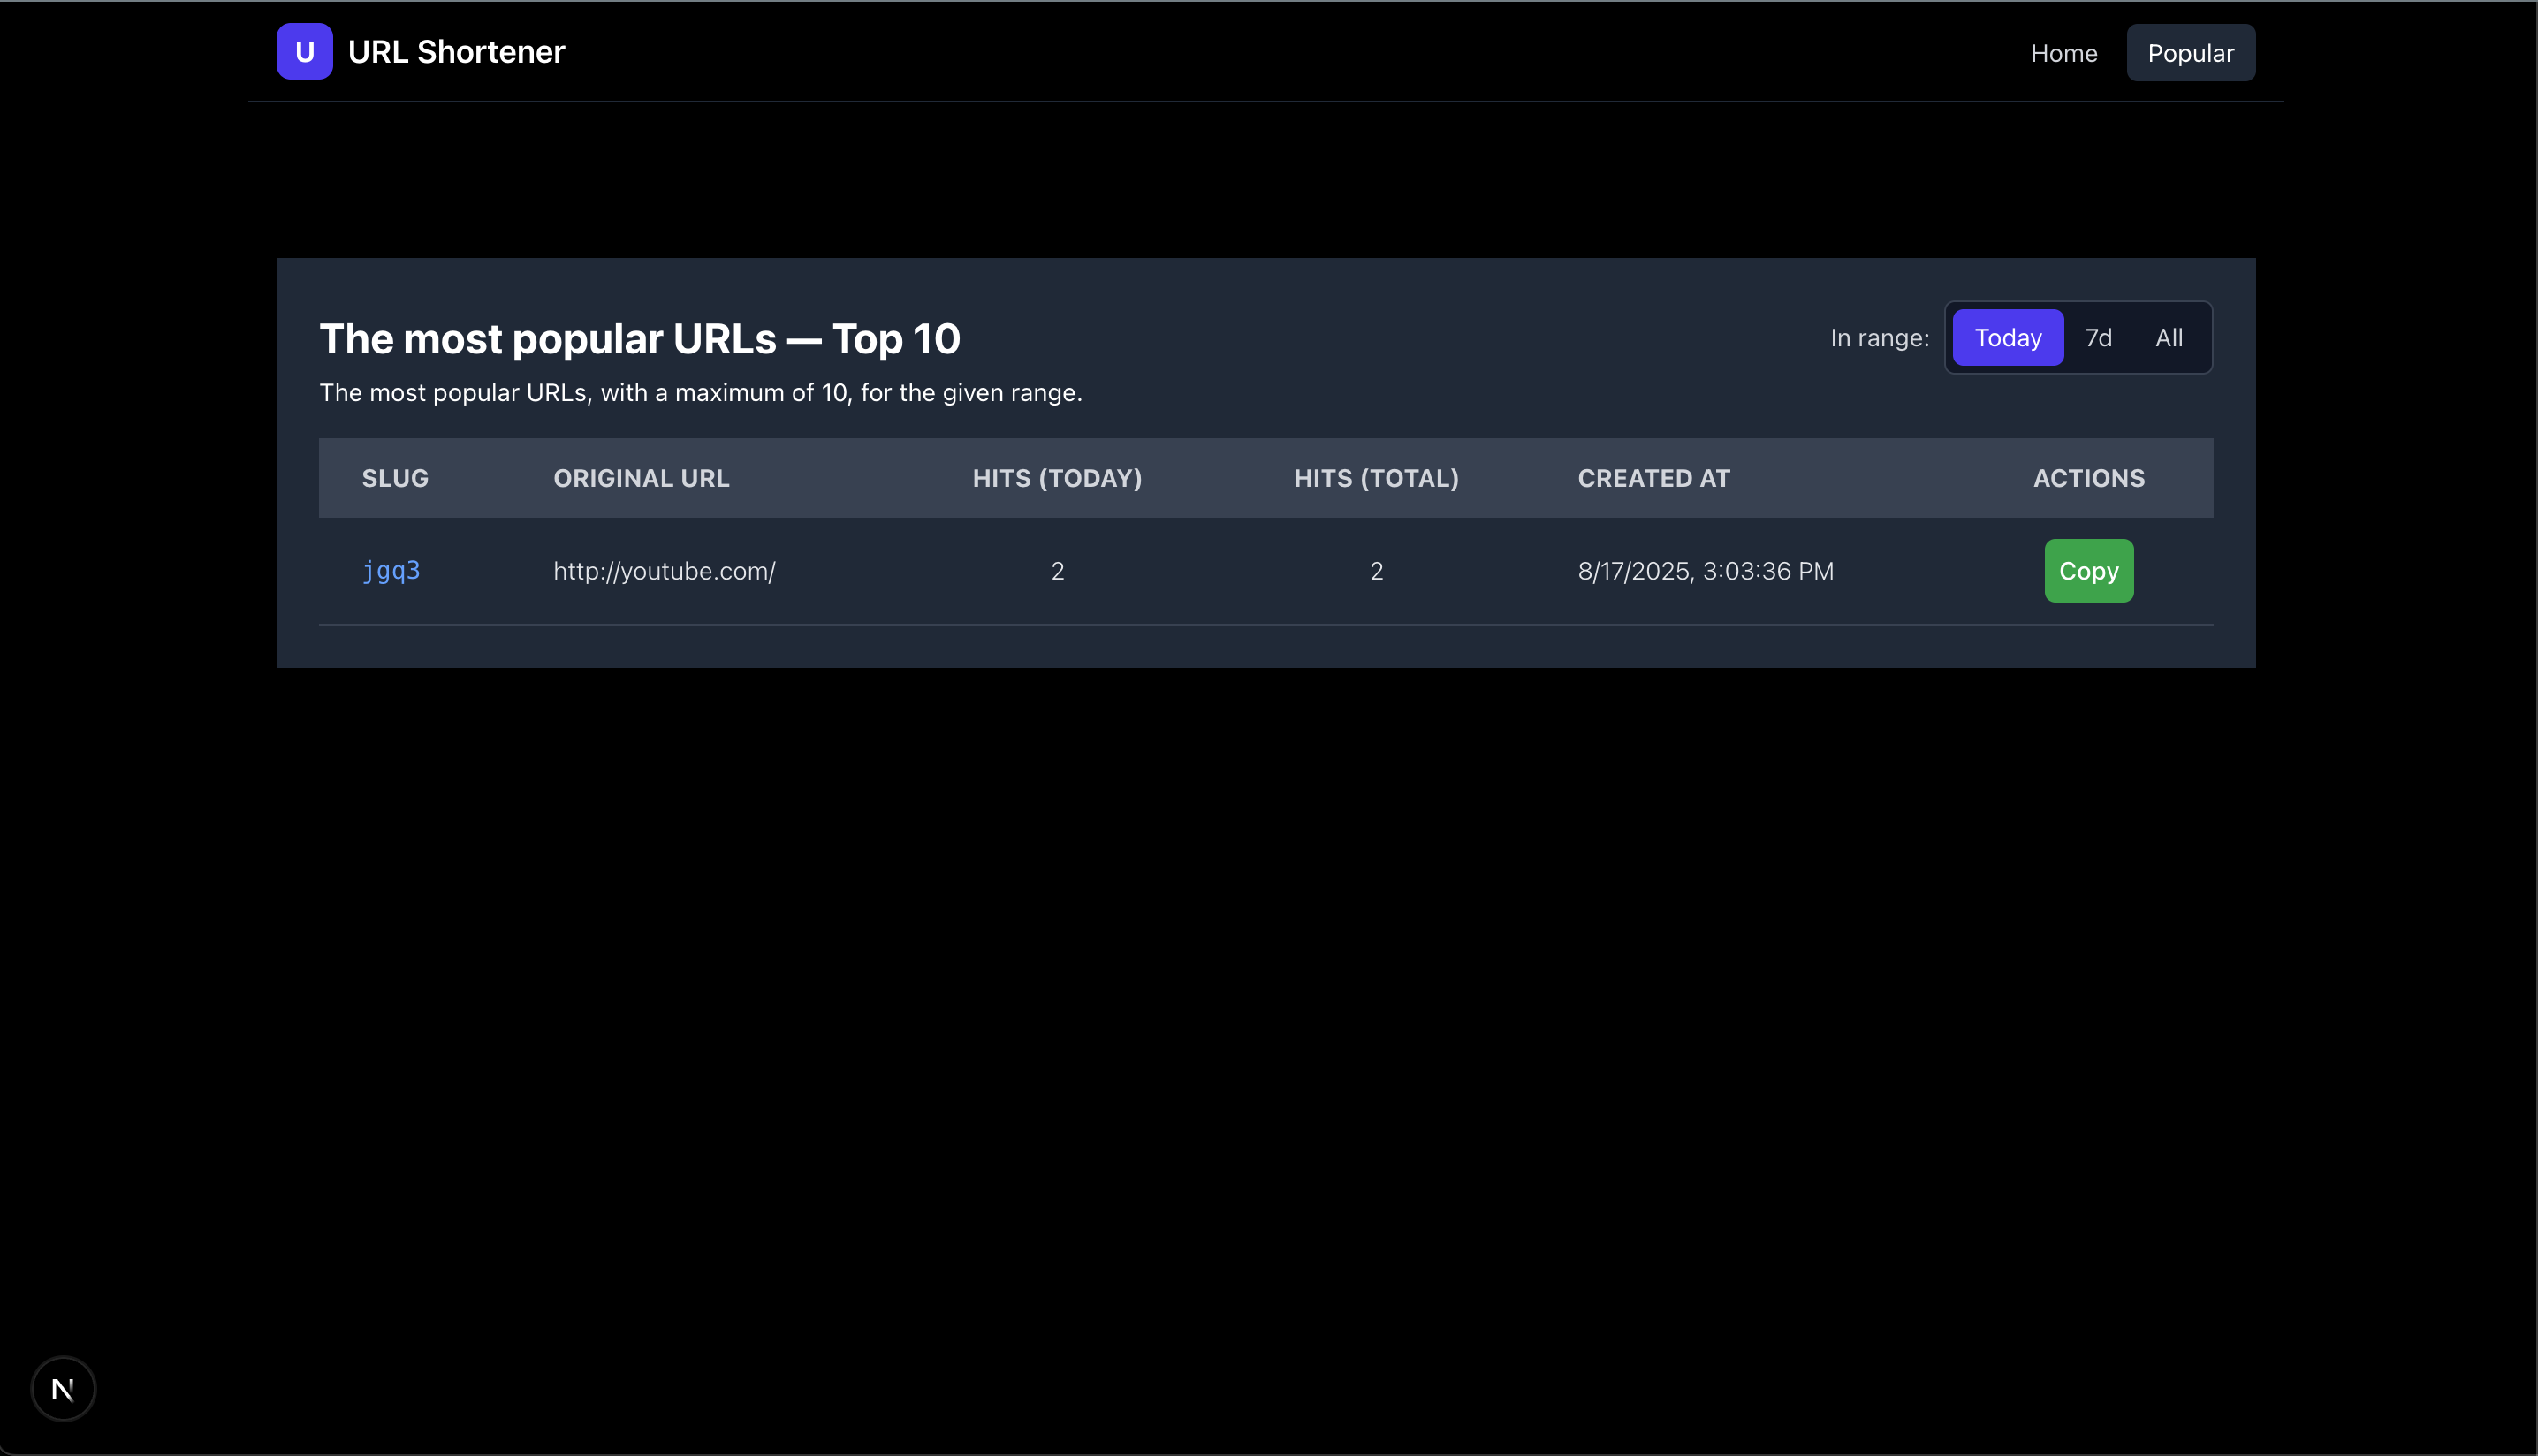 U URL Shortener Home Popular
The most popular URLs — Top 10 In range: Today 7d All
The most popular URLs, with a maximum of 10, for the given range.
SLUG ORIGINAL URL HITS (TODAY) HITS (TOTAL) CREATED AT ACTIONS
jgq3 http://youtube.com/ 2 2 8/17/2025, 3:03:36 PM Copy
N